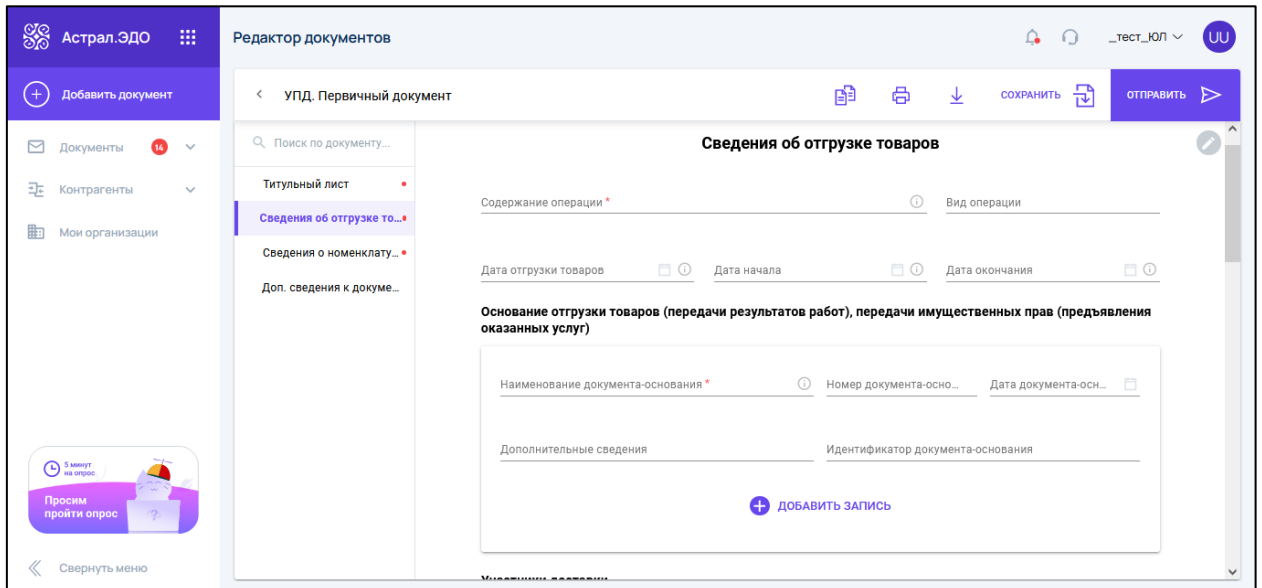 Астрал.ЭДО
Редактор документов
_тест_ЮЛ
UU
Добавить документ
УПД. Первичный документ
СОХРАНИТЬ
ОТПРАВИТЬ
Документы
14
Контрагенты
Мои организации
Поиск по документу...
Титульный лист
Сведения об отгрузке то...
Сведения о номенклату...
Доп. сведения к докуме...
Сведения об отгрузке товаров
Содержание операции *
Вид операции
Дата отгрузки товаров
Дата начала
Дата окончания
Основание отгрузки товаров (передачи результатов работ), передачи имущественных прав (предъявления
оказанных услуг)
Наименование документа-основания *
Номер документа-осно...
Дата документа-осн...
Дополнительные сведения
Идентификатор документа-основания
ДОБАВИТЬ ЗАПИСЬ
Участники доставки
5 минут
на опрос
Просим
пройти опрос
?
Свернуть меню